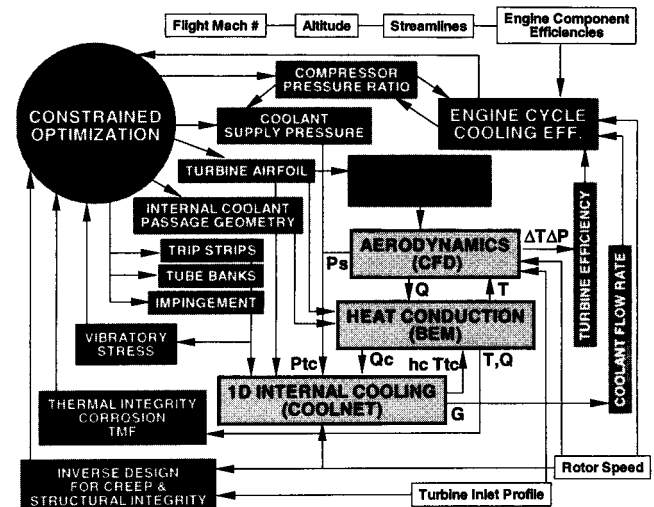 Flight Mach #
Altitude
Streamlines
Engine Component
Efficiencies
CONSTRAINED
OPTIMIZATION
COMPRESSOR
PRESSURE RATIO
COOLANT
SUPPLY PRESSURE
ENGINE CYCLE
COOLING EFF.
TURBINE AIRFOIL
INTERNAL COOLANT
PASSAGE GEOMETRY
TRIP STRIPS
TUBE BANKS
IMPINGEMENT
VIBRATORY
STRESS
Ps
AERODYNAMICS
(CFD)
ΔTΔP
TURBINE EFFICIENCY
COOLANT FLOW RATE
Q
T
HEAT CONDUCTION
(BEM)
Ptc
Qc
hc Ttc
T,Q
1D INTERNAL COOLING
(COOLNET)
G
THERMAL INTEGRITY
CORROSION
TMF
INVERSE DESIGN
FOR CREEP &
STRUCTURAL INTEGRITY
Rotor Speed
Turbine Inlet Profile